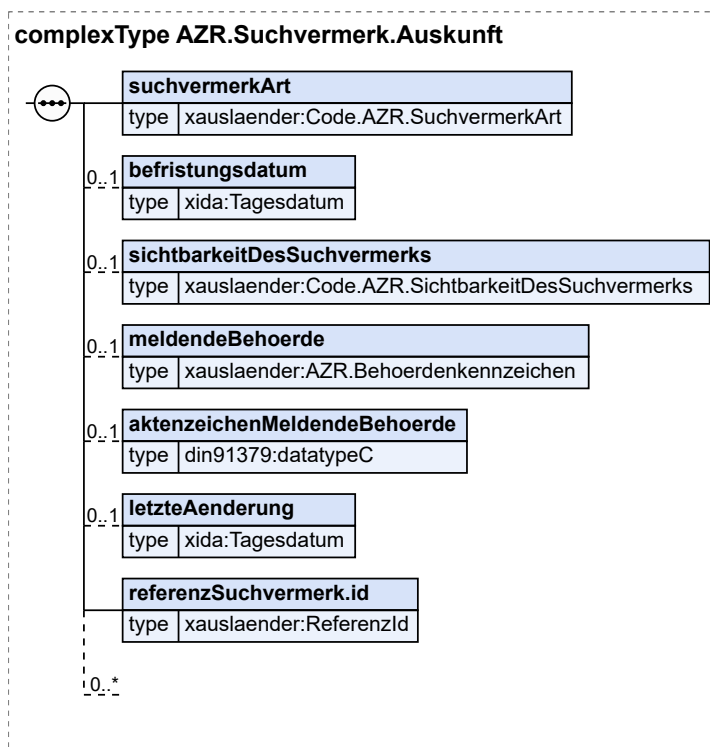 complexType AZR.Suchvermerk.Auskunft
suchvermerkArt
type xauslaender:Code.AZR.SuchvermerkArt
0..1 befristungsdatum
type xida:Tagesdatum
0..1 sichtbarkeitDesSuchvermerks
type xauslaender:Code.AZR.SichtbarkeitDesSuchvermerks
0..1 meldendeBehoerde
type xauslaender:AZR.Behoerdenkennzeichen
0..1 aktenzeichenMeldendeBehoerde
type din91379:datatypeC
0..1 letzteAenderung
type xida:Tagesdatum
referenzSuchvermerk.id
type xauslaender:ReferenzId
0..*